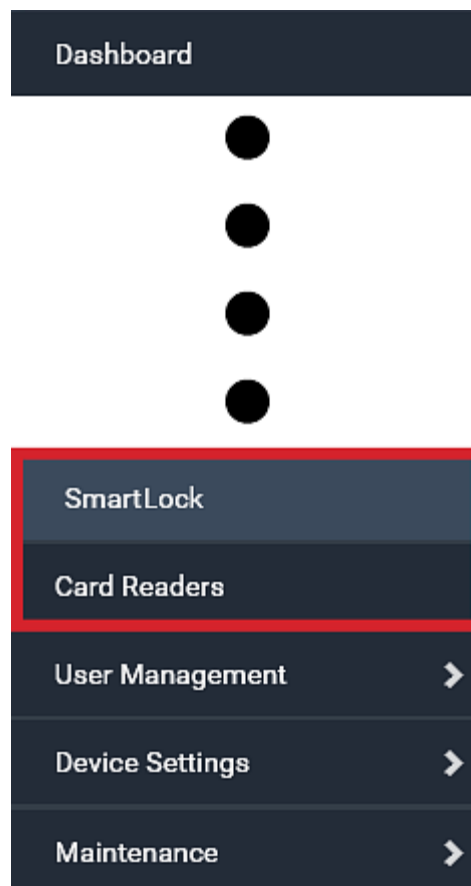 Dashboard
SmartLock
Card Readers
User Management
Device Settings
Maintenance